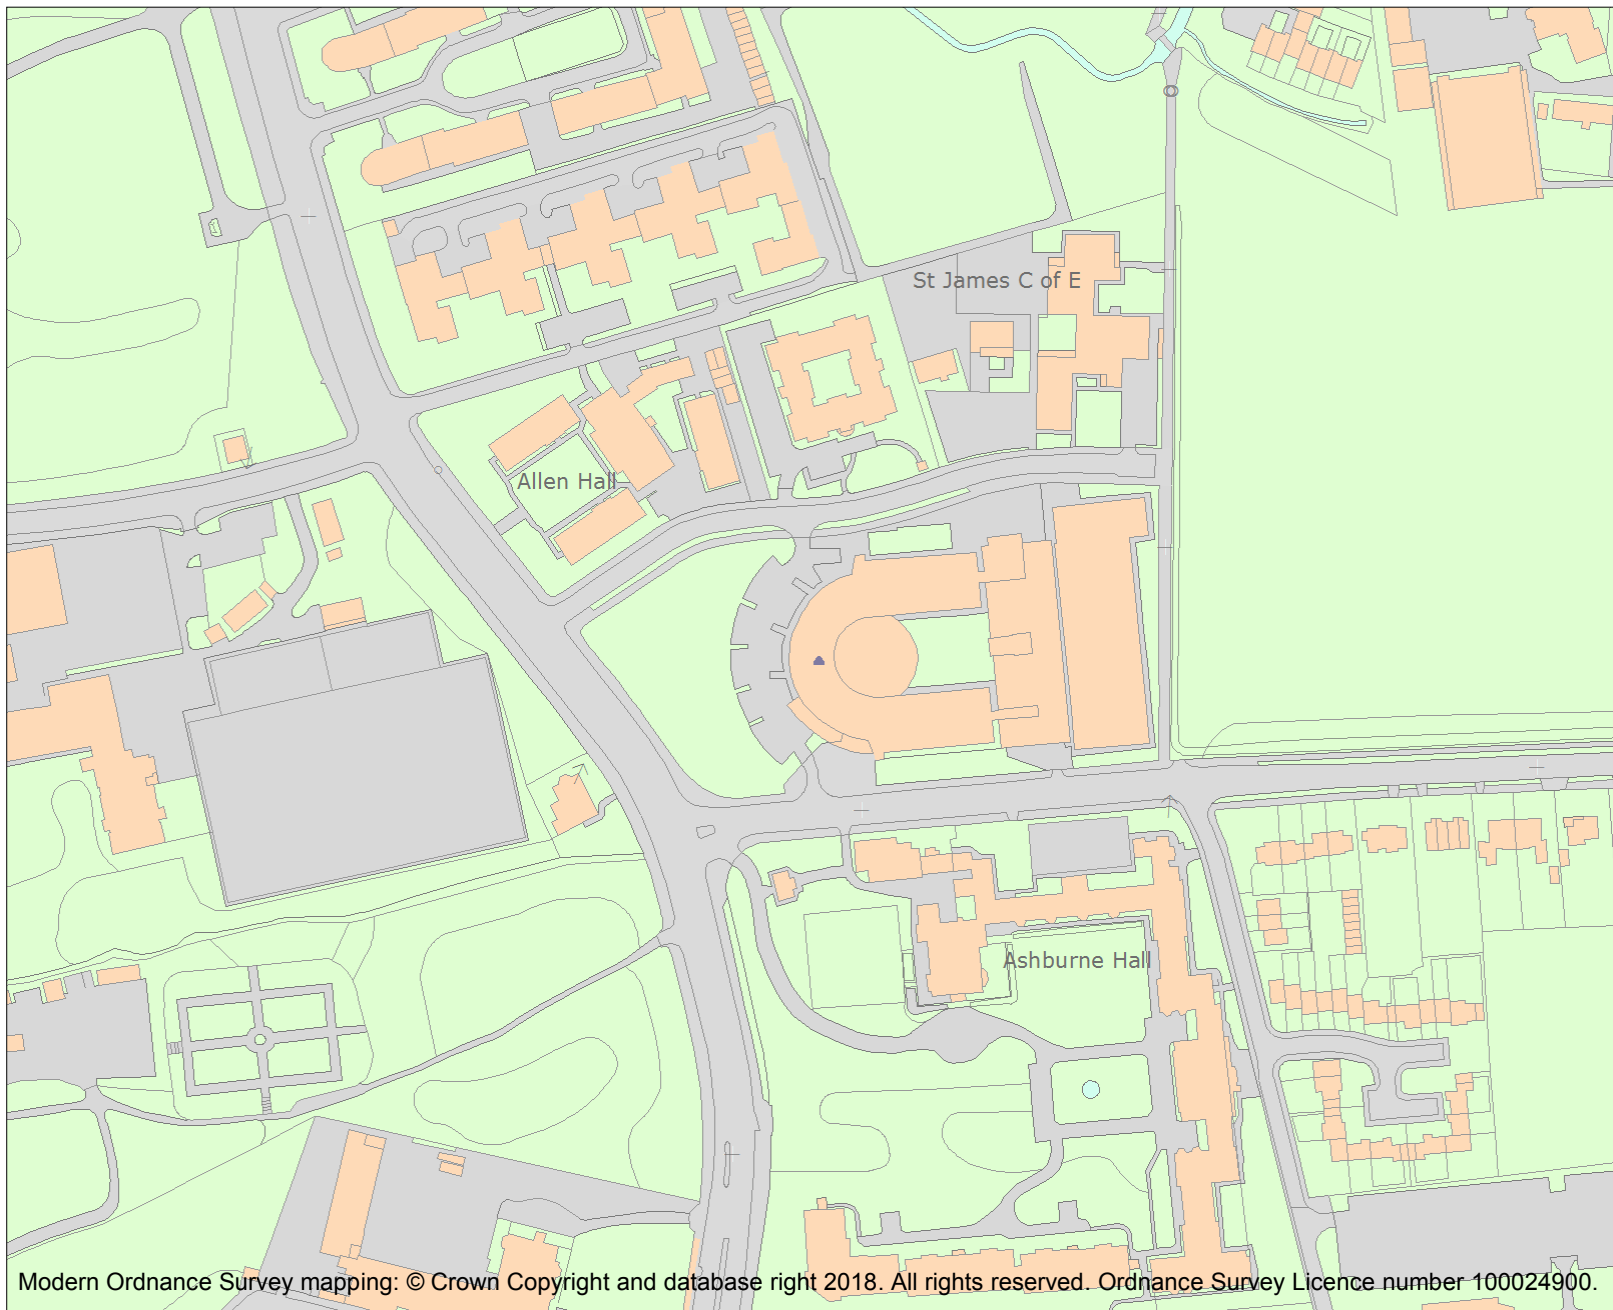 St James C of E
Allen Hall
Ashburne Hall
Modern Ordnance Survey mapping: © Crown Copyright and database right 2018. All rights reserved. Ordnance Survey Licence number 100024900.